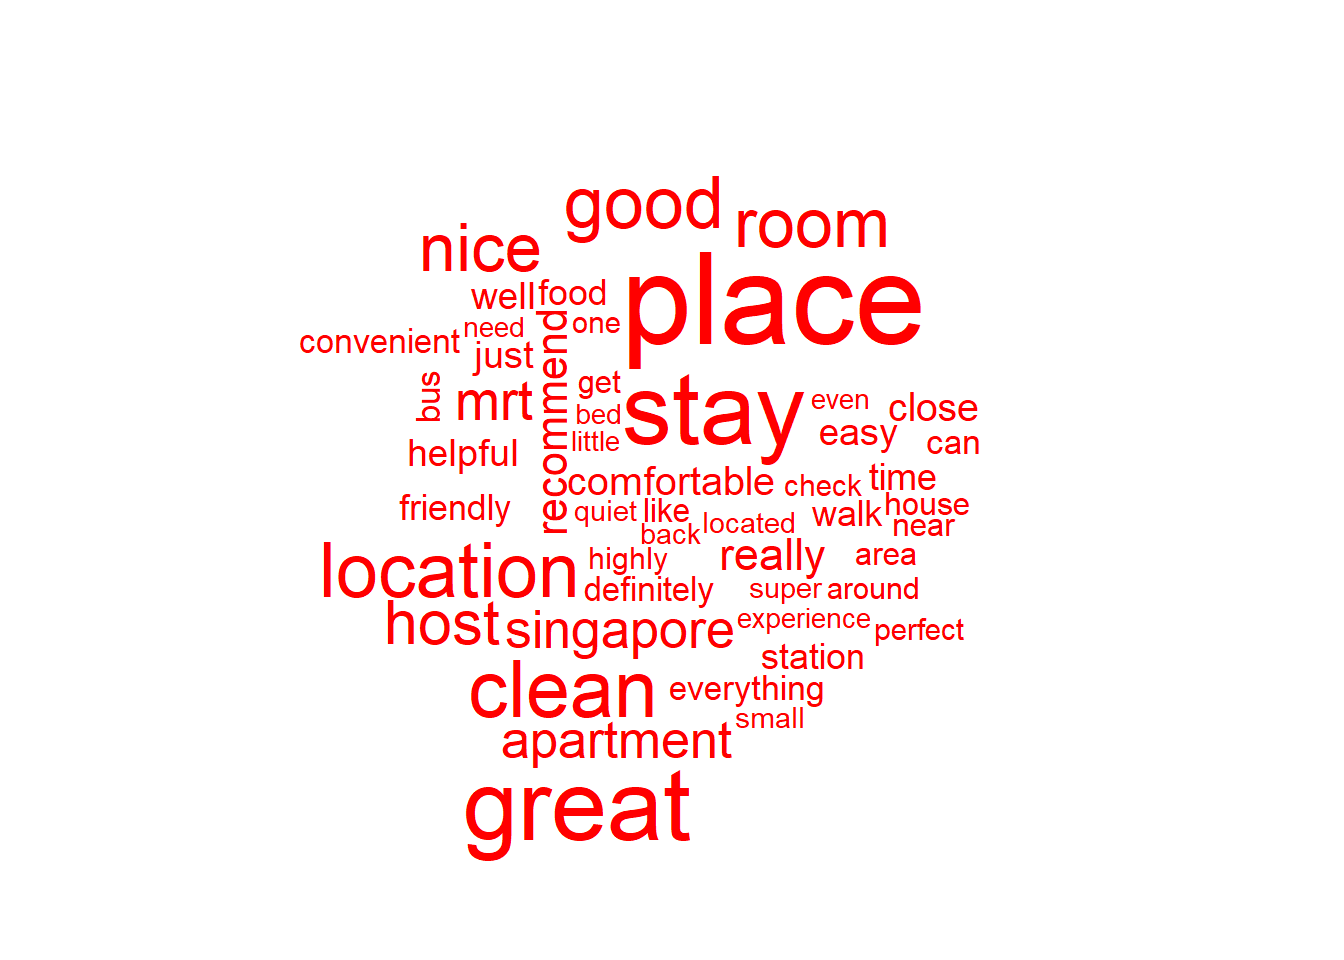 good
room
nice
place
well
food
need
one
convenient
just
recommend
get
bus
mrt
stay
even
close
bed
easy
can
little
helpful
comfortable
check
time
friendly
quiet
like
located
walk
house
near
back
location
highly
really
area
definitely
super
around
host
singapore
experience
perfect
station
clean
everything
small
apartment
great